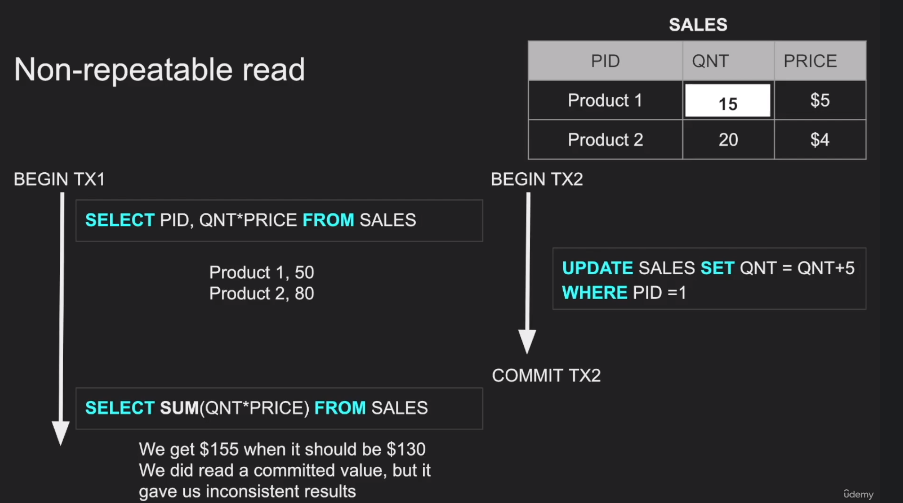 SALES
Non-repeatable read
PID QNT PRICE
Product 1 15 $5
Product 2 20 $4
BEGIN TX1
BEGIN TX2
SELECT PID, QNT*PRICE FROM SALES
Product 1, 50
Product 2, 80
UPDATE SALES SET QNT = QNT+5
WHERE PID =1
COMMIT TX2
SELECT SUM(QNT*PRICE) FROM SALES
We get $155 when it should be $130
We did read a committed value, but it
gave us inconsistent results
ûdemy